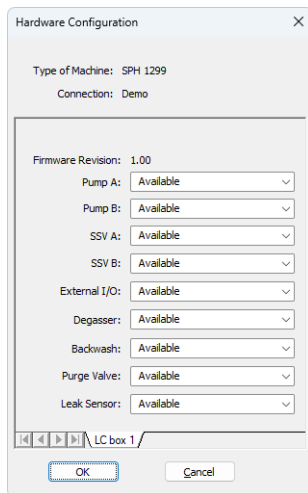 Hardware Configuration
Type of Machine: SPH 1299
Connection: Demo
Firmware Revision: 1.00
Pump A: Available
Pump B: Available
SSV A: Available
SSV B: Available
External I/O: Available
Degasser: Available
Backwash: Available
Purge Valve: Available
Leak Sensor: Available
LC box 1
OK Cancel